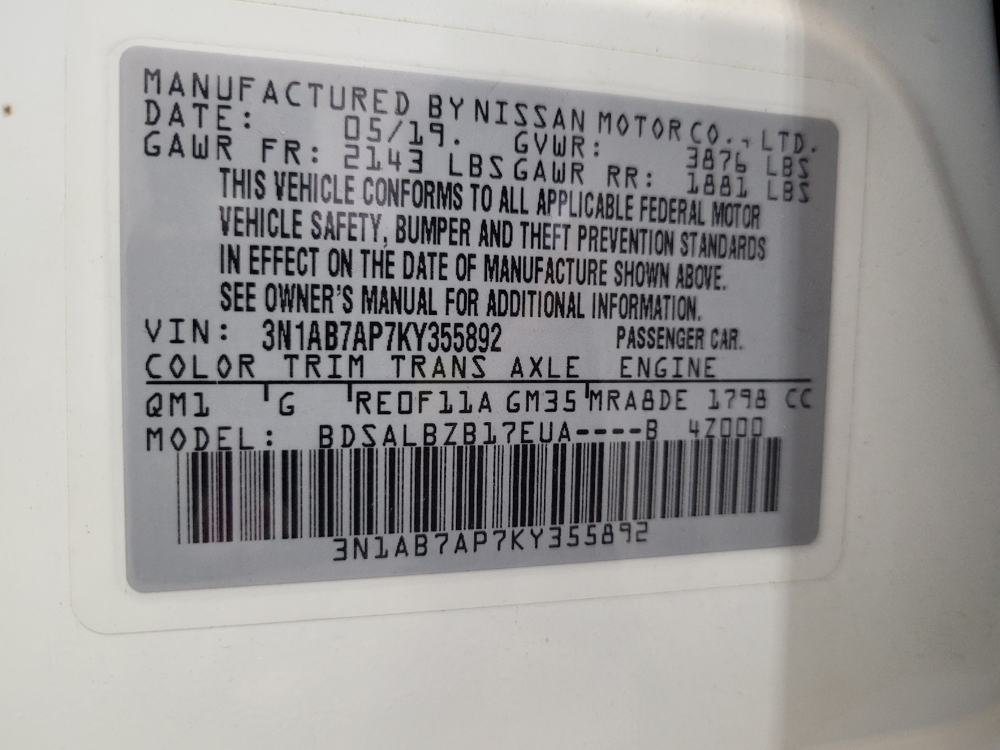 MANUFACTURED BY NISSAN MOTOR CO., LTD.
DATE: 05/19. GVWR: 3876 LBS
GAWR FR: 2143 LBS GAWR RR: 1881 LBS
THIS VEHICLE CONFORMS TO ALL APPLICABLE FEDERAL MOTOR
VEHICLE SAFETY, BUMPER AND THEFT PREVENTION STANDARDS
IN EFFECT ON THE DATE OF MANUFACTURE SHOWN ABOVE.
SEE OWNER'S MANUAL FOR ADDITIONAL INFORMATION.
VIN: 3N1AB7AP7KY355892 PASSENGER CAR.
COLOR TRIM TRANS AXLE ENGINE
QM1 G RE0F11A GM35 MRA8DE 1798 CC
MODEL: BDSALBZB17EUA----B 4Z000
3N1AB7AP7KY355892